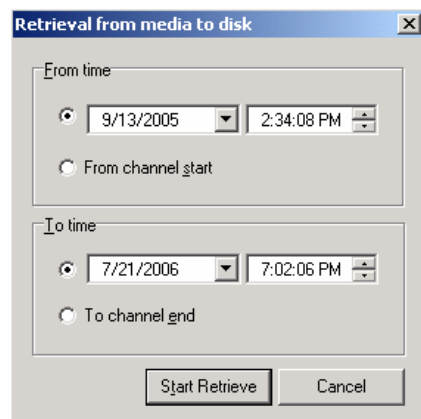 Retrieval from media to disk
From time
9/13/2005 2:34:08 PM
From channel start
To time
7/21/2006 7:02:06 PM
To channel end
Start Retrieve Cancel